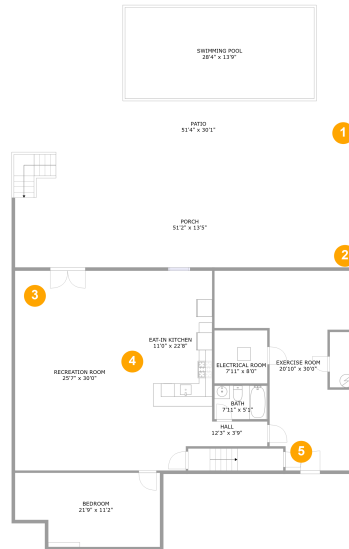 SWIMMING POOL
28'4" x 13'9"
PATIO
51'4" x 30'1"
1
PORCH
51'2" x 13'5"
2
3
EAT-IN KITCHEN
11'0" x 22'8"
4
RECREATION ROOM
25'7" x 30'0"
ELECTRICAL ROOM
7'11" x 8'0"
EXERCISE ROOM
20'10" x 30'0"
BATH
7'11" x 5'1"
HALL
12'3" x 3'9"
5
BEDROOM
21'9" x 11'2"